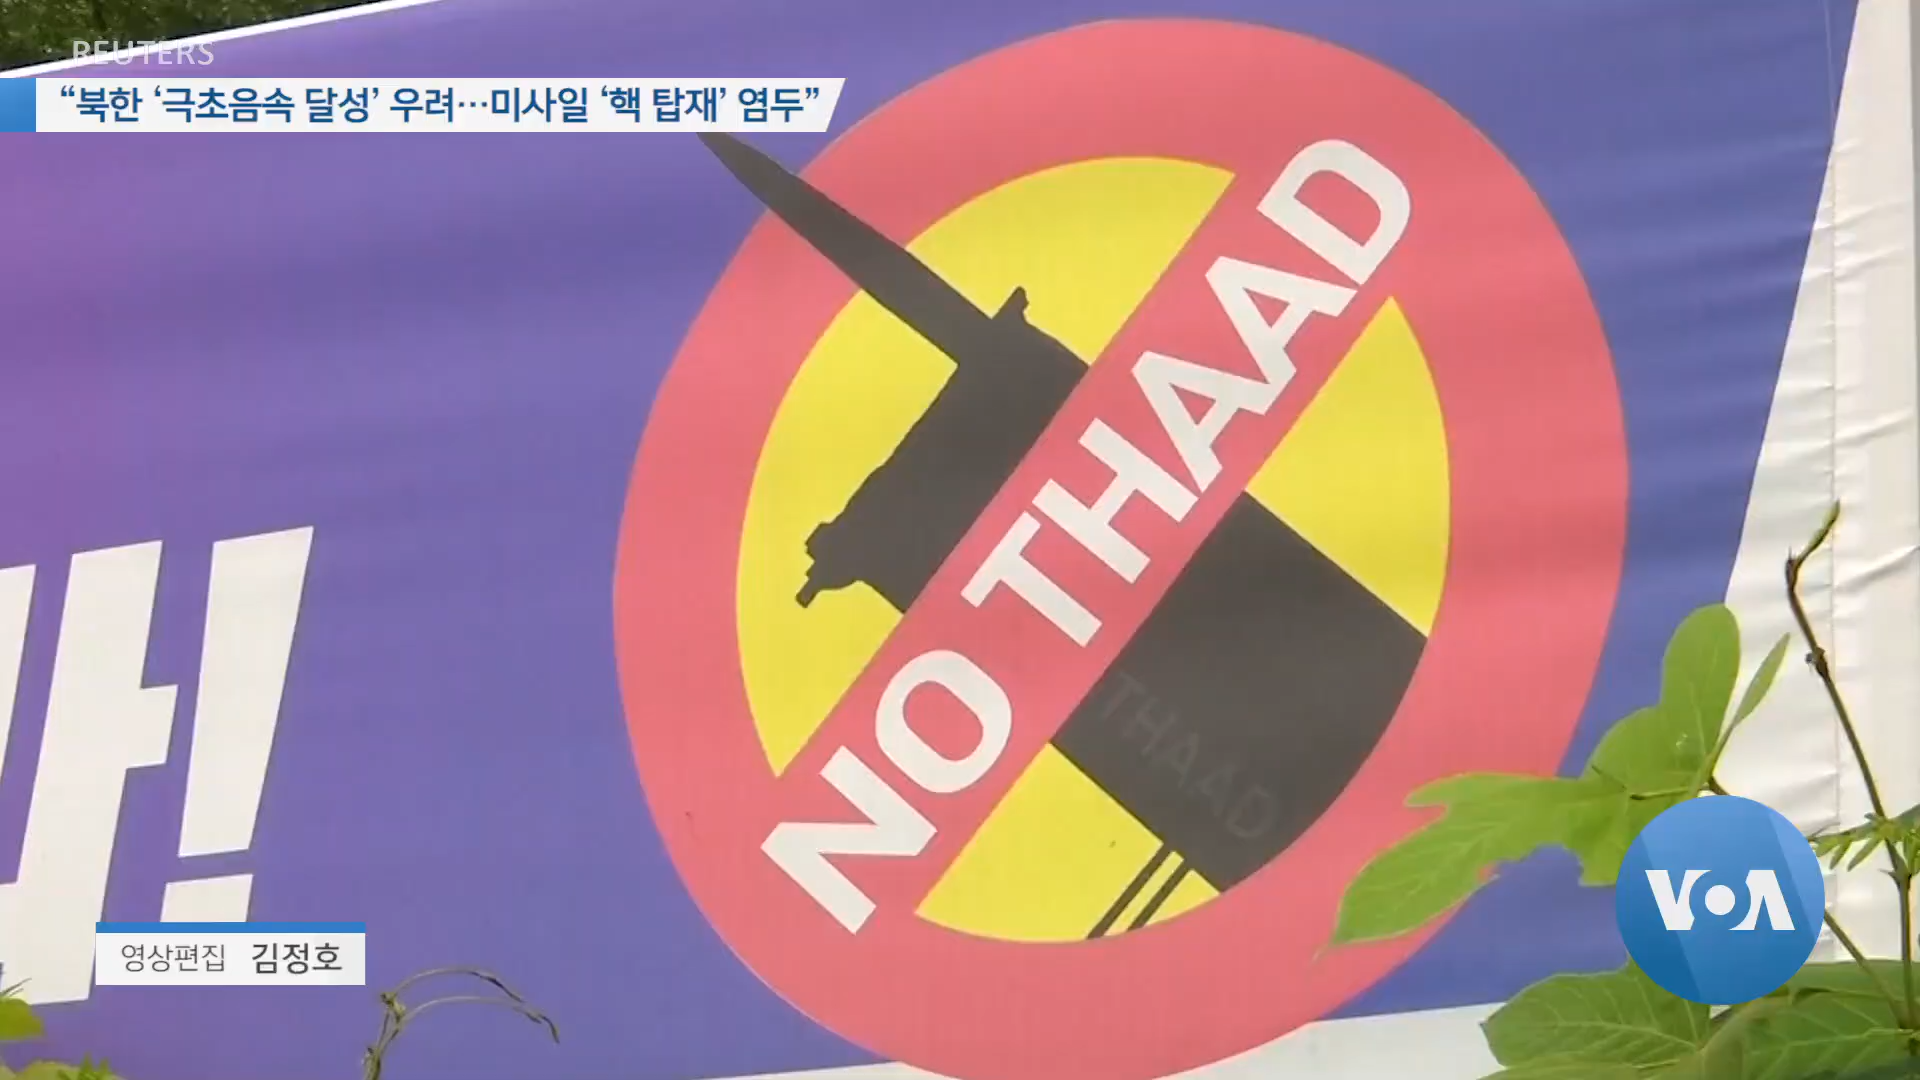 REUTERS
“북한 ‘극초음속 달성’ 우려…미사일 ‘핵 탑재’ 염두”
NO THAAD
THAAD
!
영상편집 김정호
VOA